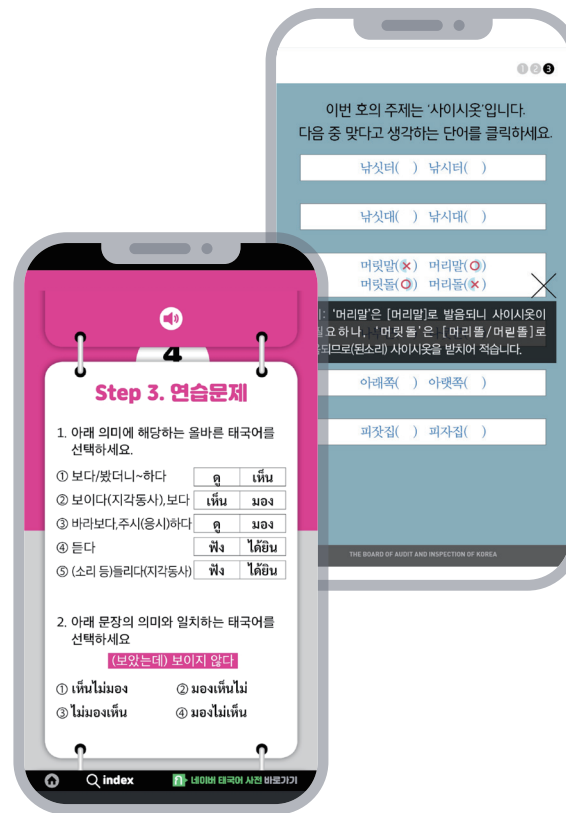 ❶❷❸
이번 호의 주제는 ‘사이시옷’입니다.
다음 중 맞다고 생각하는 단어를 클릭하세요.
낚싯터( ) 낚시터( )
낚싯대( ) 낚시대( )
머릿말(×) 머리말(O)
머릿돌(O) 머리돌(×)
: '머리말'은 [머리말]로 발음되니 사이시옷이
요하나, '머릿돌'은 [머리똘/머릳똘]로
되므로(된소리) 사이시옷을 받치어 적습니다.
아래쪽( ) 아랫쪽( )
피잣집( ) 피자집( )
THE BOARD OF AUDIT AND INSPECTION OF KOREA
4
Step 3. 연습문제
1. 아래 의미에 해당하는 올바른 태국어를
선택하세요.
① 보다/봤더니~하다 ดู เห็น
② 보이다(지각동사),보다 เห็น มอง
③ 바라보다,주시(응시)하다 ดู มอง
④ 듣다 ฟัง ได้ยิน
⑤ (소리 등)들리다(지각동사) ฟัง ได้ยิน
2. 아래 문장의 의미와 일치하는 태국어를
선택하세요
(보았는데) 보이지 않다
① เห็นไม่มอง ② มองเห็นไม่
③ ไม่มองเห็น ④ มองไม่เห็น
index 네이버 태국어 사전 바로가기